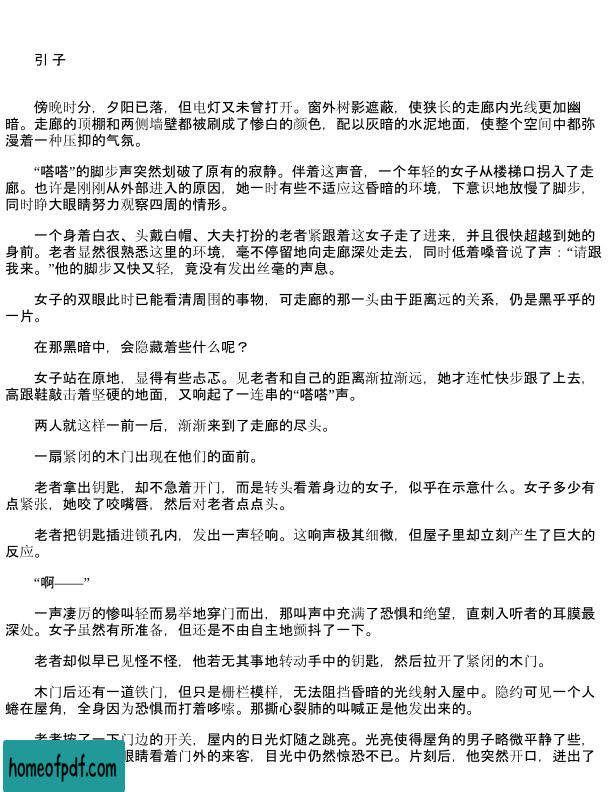 引 子
傍晚时分，夕阳已落，但电灯又未曾打开。窗外树影遮蔽，使狭长的走廊内光线更加幽
暗。走廊的顶棚和两侧墙壁都被刷成了惨白的颜色，配以灰暗的水泥地面，使整个空间中都弥
漫着一种压抑的气氛。
“嗒嗒”的脚步声突然划破了原有的寂静。伴着这声音，一个年轻的女子从楼梯口拐入了走
廊。也许是刚刚从外部进入的原因，她一时有些不适应这昏暗的环境，下意识地放慢了脚步，
同时睁大眼睛努力观察四周的情形。
一个身着白衣、头戴白帽、大夫打扮的老者紧跟着这女子走了进来，并且很快超越到她的
身前。老者显然很熟悉这里的环境，毫不停留地向走廊深处走去，同时低着嗓音说了声：“请跟
我来。”他的脚步又快又轻，竟没有发出丝毫的声息。
女子的双眼此时已能看清周围的事物，可走廊的那一头由于距离远的关系，仍是黑乎乎的
一片。
在那黑暗中，会隐藏着些什么呢？
女子站在原地，显得有些忐忑。见老者和自己的距离渐拉渐远，她才连忙快步跟了上去，
高跟鞋敲击着坚硬的地面，又响起了一连串的“嗒嗒”声。
两人就这样一前一后，渐渐来到了走廊的尽头。
一扇紧闭的木门出现在他们的面前。
老者拿出钥匙，却不急着开门，而是转头看着身边的女子，似乎在示意什么。女子多少有
点紧张，她咬了咬嘴唇，然后对老者点点头。
老者把钥匙插进锁孔内，发出一声轻响。这响声极其细微，但屋子里却立刻产生了巨大的
反应。
“啊——”
一声凄厉的惨叫轻而易举地穿门而出，那叫声中充满了恐惧和绝望，直刺入听者的耳膜最
深处。女子虽然有所准备，但还是不由自主地颤抖了一下。
老者却似早已见怪不怪，他若无其事地转动手中的钥匙，然后拉开了紧闭的木门。
木门后还有一道铁门，但只是栅栏模样，无法阻挡昏暗的光线射入屋中。隐约可见一个人
蜷在屋角，全身因为恐惧而打着哆嗦。那撕心裂肺的叫喊正是他发出来的。
老者按了一下门边的开关，屋内的日光灯随之跳亮。光亮使得屋角的男子略微平静了些，
眼睛看着门外的来客，目光中仍然惊恐不已。片刻后，他突然开口，迸出了
homeofpdf.com